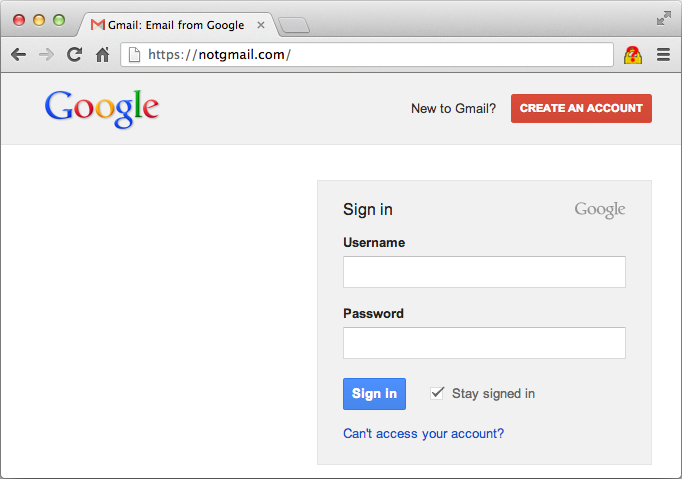 Gmail: Email from Google
https://notgmail.com/
Google
New to Gmail? CREATE AN ACCOUNT
Sign in Google
Username
Password
Sign in Stay signed in
Can't access your account?